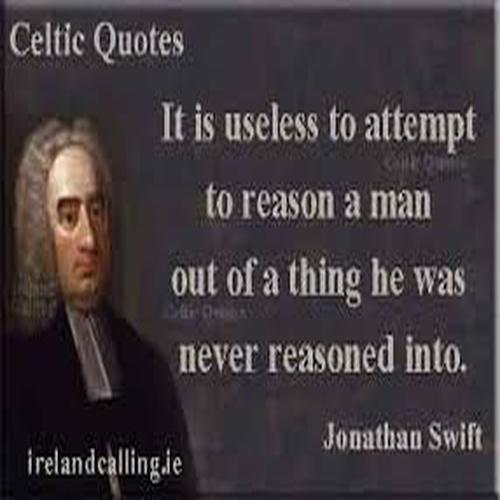 Celtic Quotes
It is useless to attempt
to reason a man
out of a thing he was
never reasoned into.
Jonathan Swift
irelandcalling.ie